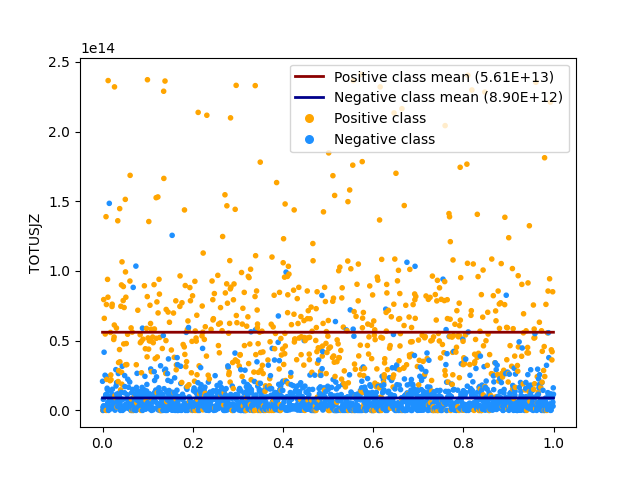 1e14
2.5
Positive class mean (5.61E+13)
Negative class mean (8.90E+12)
Positive class
Negative class
2.0
1.5
TOTUSJZ
1.0
0.5
0.0
0.0 0.2 0.4 0.6 0.8 1.0